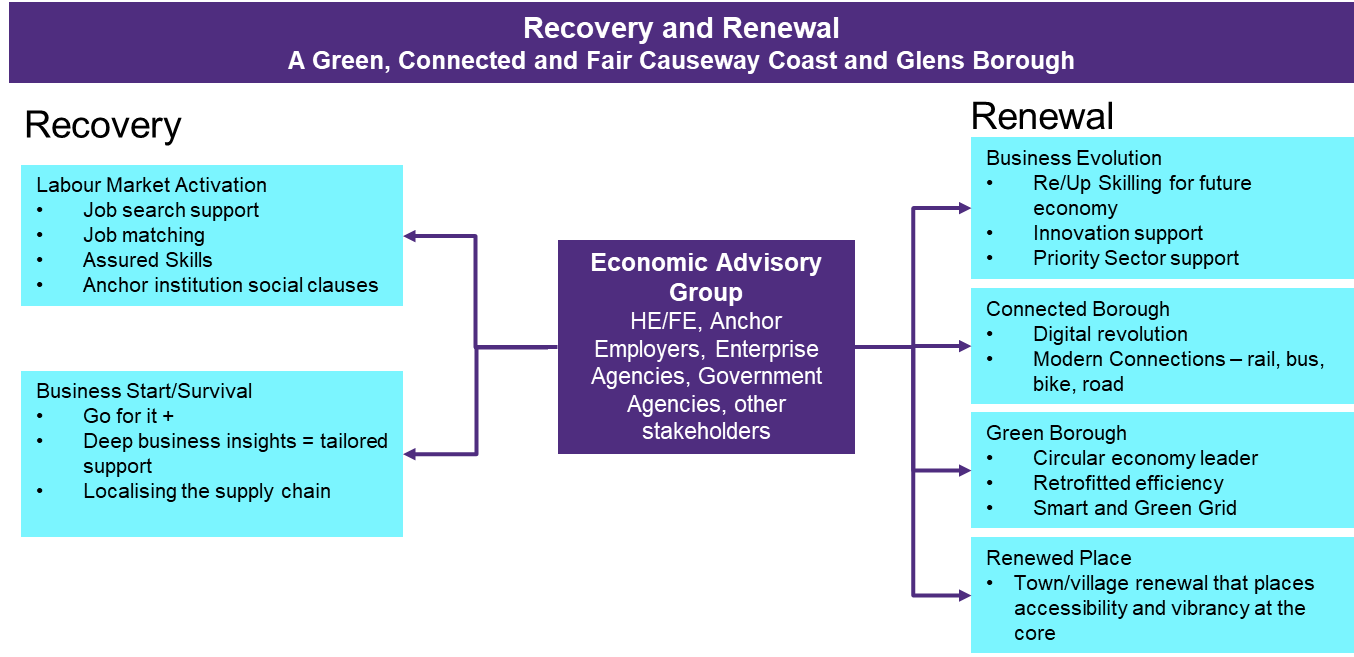 Recovery and Renewal
A Green, Connected and Fair Causeway Coast and Glens Borough
Recovery
Labour Market Activation
• Job search support
• Job matching
• Assured Skills
• Anchor institution social clauses
Business Start/Survival
• Go for it +
• Deep business insights = tailored
support
• Localising the supply chain
Economic Advisory
Group
HE/FE, Anchor
Employers, Enterprise
Agencies, Government
Agencies, other
stakeholders
Renewal
Business Evolution
• Re/Up Skilling for future
economy
• Innovation support
• Priority Sector support
Connected Borough
• Digital revolution
• Modern Connections – rail, bus,
bike, road
Green Borough
• Circular economy leader
• Retrofitted efficiency
• Smart and Green Grid
Renewed Place
• Town/village renewal that places
accessibility and vibrancy at the
core